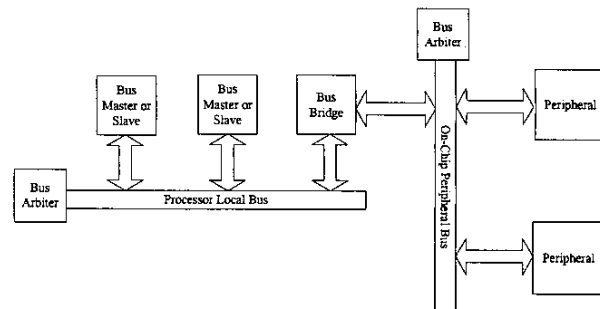 Bus
Arbiter
Bus
Master or
Slave
Bus
Master or
Slave
Bus
Bridge
Peripheral
On-Chip Peripheral Bus
Bus
Arbiter
Processor Local Bus
Peripheral